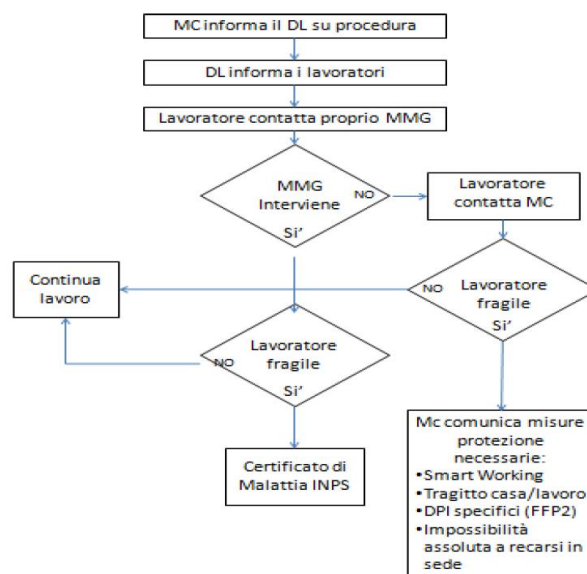 MC informa il DL su procedura
DL informa i lavoratori
Lavoratore contatta proprio MMG
MMG
Interviene
NO
Si'
Lavoratore
contatta MC
Continua
lavoro
NO
Lavoratore
fragile
Si'
Lavoratore
fragile
NO
Si'
Certificato di
Malattia INPS
Mc comunica misure
protezione
necessarie:
•Smart Working
•Tragitto casa/lavoro
•DPI specifici (FFP2)
•Impossibilità
assoluta a recarsi in
sede